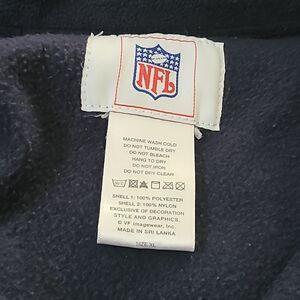 NFL
MACHINE WASH COLD
DO NOT TUMBLE DRY
DO NOT BLEACH
HANG TO DRY
DO NOT IRON
DO NOT DRY CLEAN
SHELL 1: 100% POLYESTER
SHELL 2: 100% NYLON
EXCLUSIVE OF DECORATION
STYLE AND GRAPHICS.
© VF Imagewear, Inc.
MADE IN SRI LANKA
SIZE XL